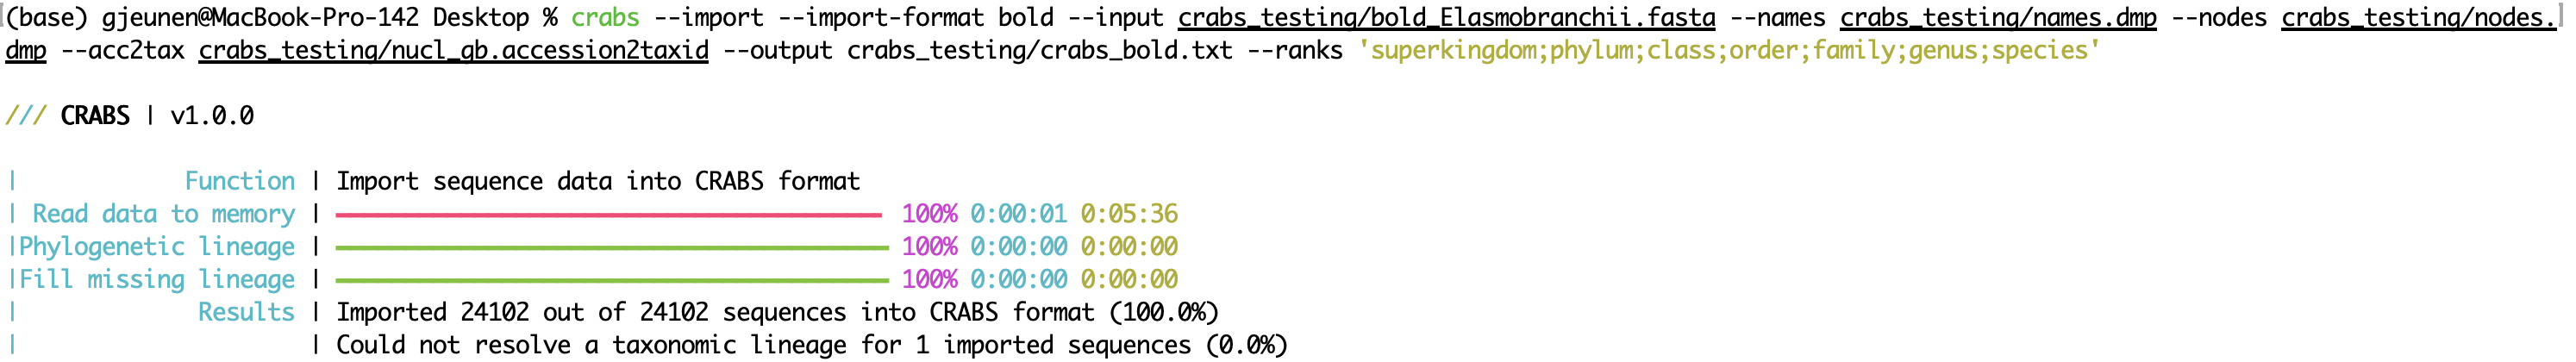 (base) gjeunen@MacBook-Pro-142 Desktop % crabs --import --import-format bold --input crabs_testing/bold_Elasmobranchii.fasta --names crabs_testing/names.dmp --nodes crabs_testing/nodes.
dmp --acc2tax crabs_testing/nucl_gb.accession2taxid --output crabs_testing/crabs_bold.txt --ranks 'superkingdom;phylum;class;order;family;genus;species'
/// CRABS | v1.0.0
| Function | Import sequence data into CRABS format
| Read data to memory | 100% 0:00:01 0:05:36
|Phylogenetic lineage | 100% 0:00:00 0:00:00
|Fill missing lineage | 100% 0:00:00 0:00:00
| Results | Imported 24102 out of 24102 sequences into CRABS format (100.0%)
| | Could not resolve a taxonomic lineage for 1 imported sequences (0.0%)